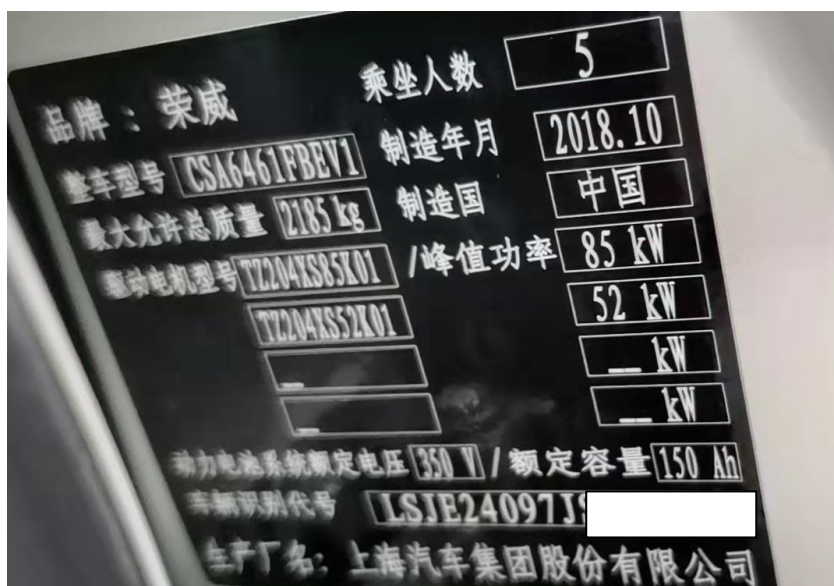 品牌：荣威 乘坐人数 5
整车型号 CSA6461FBEV1 制造年月 2018.10
最大允许总质量 2185 kg 制造国 中国
驱动电机型号 TZ204XS85K01 /峰值功率 85 kW
TZ204XS52K01 52 kW
__ __ kW
__ __ kW
动力电池系统额定电压 350 V / 额定容量 150 Ah
车辆识别代号 LSJE24097JS
生产厂名：上海汽车集团股份有限公司